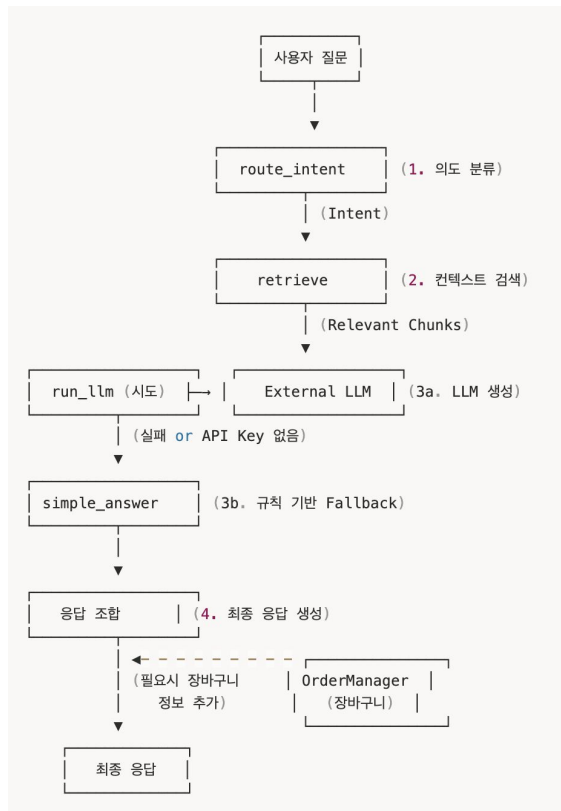 사용자 질문
route_intent (1. 의도 분류)
(Intent)
retrieve (2. 컨텍스트 검색)
(Relevant Chunks)
run_llm (시도) External LLM (3a. LLM 생성)
(실패 or API Key 없음)
simple_answer (3b. 규칙 기반 Fallback)
응답 조합 (4. 최종 응답 생성)
(필요시 장바구니 OrderManager
정보 추가) (장바구니)
최종 응답